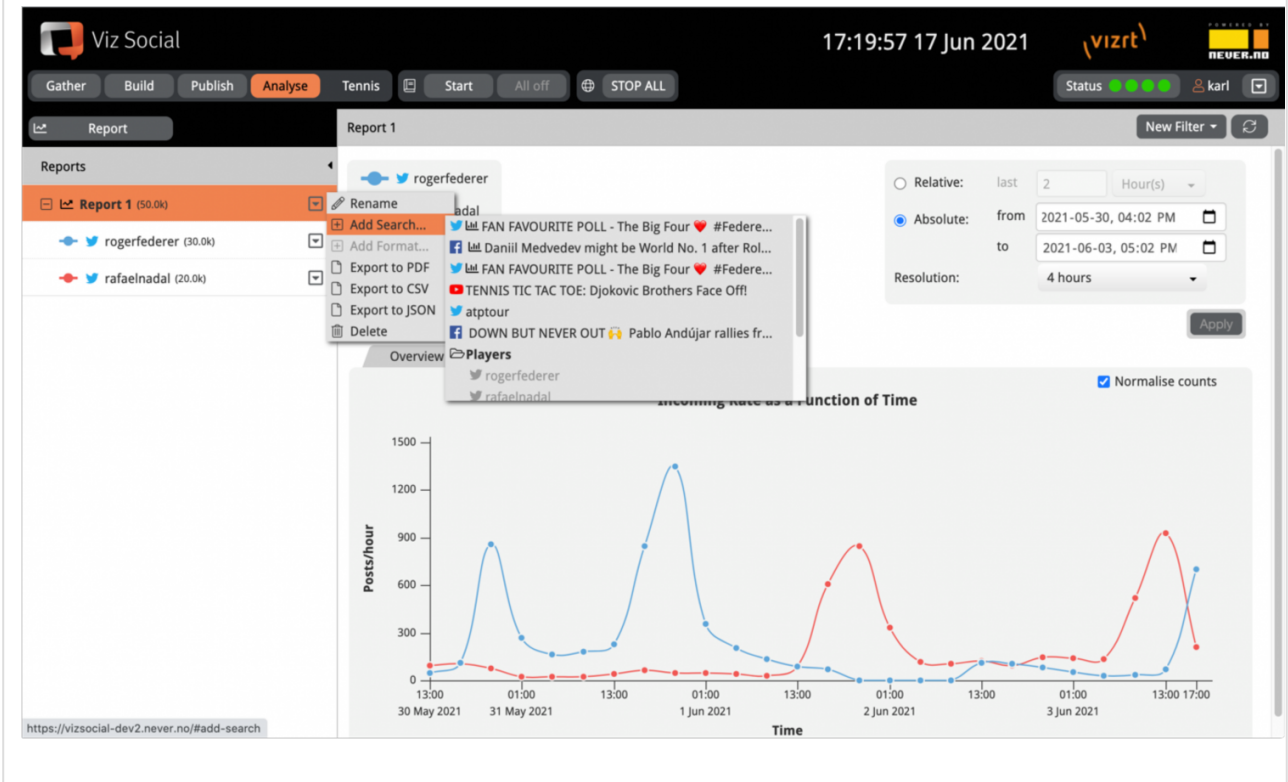 Viz Social
17:19:57 17 Jun 2021
vizrt
POWERED BY
NEVER.NO
Gather Build Publish Analyse Tennis Start All off STOP ALL Status karl
Report
Report 1 New Filter
Reports
rogerfederer
Report 1 (50.0k)
rogerfederer (30.0k)
rafaelnadal (20.0k)
Rename
Add Search...
Add Format...
Export to PDF
Export to CSV
Export to JSON
Delete
adal
FAN FAVOURITE POLL - The Big Four ❤️ #Federe...
Daniil Medvedev might be World No. 1 after Rol...
FAN FAVOURITE POLL - The Big Four ❤️ #Federe...
TENNIS TIC TAC TOE: Djokovic Brothers Face Off!
atptour
DOWN BUT NEVER OUT 🙌 Pablo Andújar rallies fr...
Players
rogerfederer
rafaelnadal
Relative: last 2 Hour(s)
Absolute: from 2021-05-30, 04:02 PM
to 2021-06-03, 05:02 PM
Resolution: 4 hours
Apply
Overview
Normalise counts
Incoming Rate as a Function of Time
Posts/hour
1500
1200
900
600
300
0
13:00 01:00 13:00 01:00 13:00 01:00 13:00 01:00 13:00 17:00
30 May 2021 31 May 2021 1 Jun 2021 2 Jun 2021 3 Jun 2021
Time
https://vizsocial-dev2.never.no/#add-search